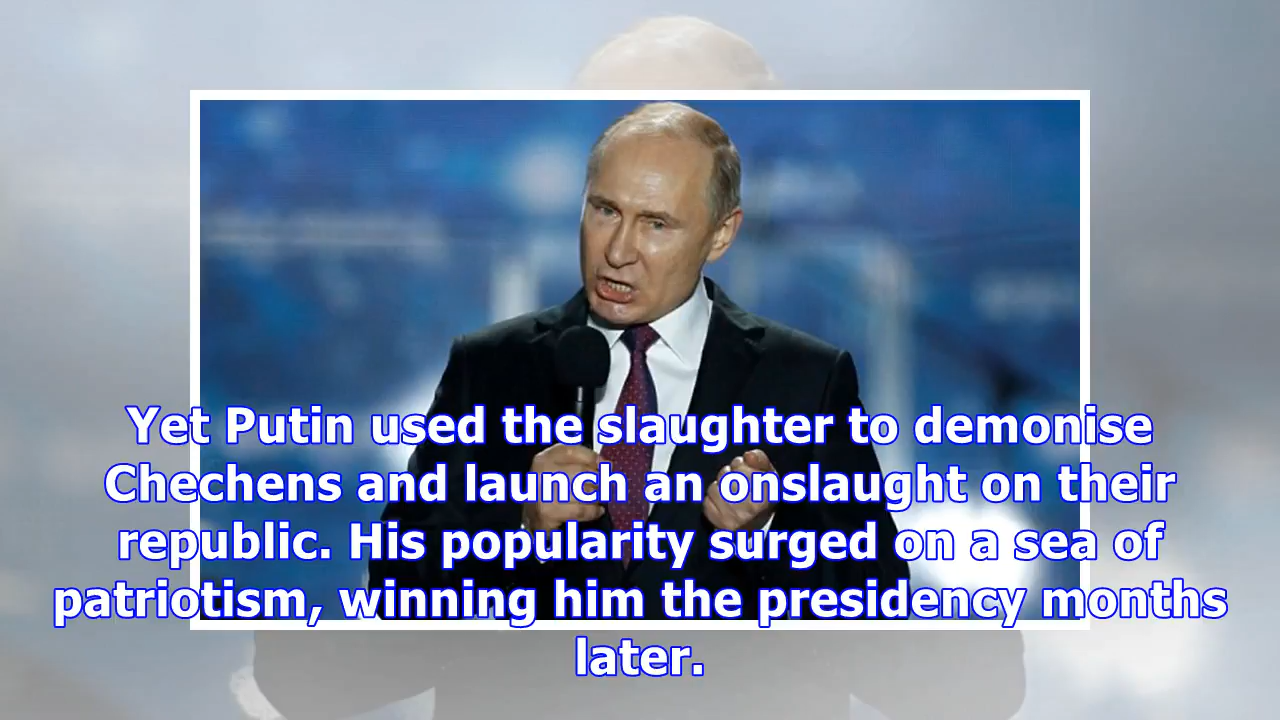 Yet Putin used the slaughter to demonise
Chechens and launch an onslaught on their
republic. His popularity surged on a sea of
patriotism, winning him the presidency months
later.